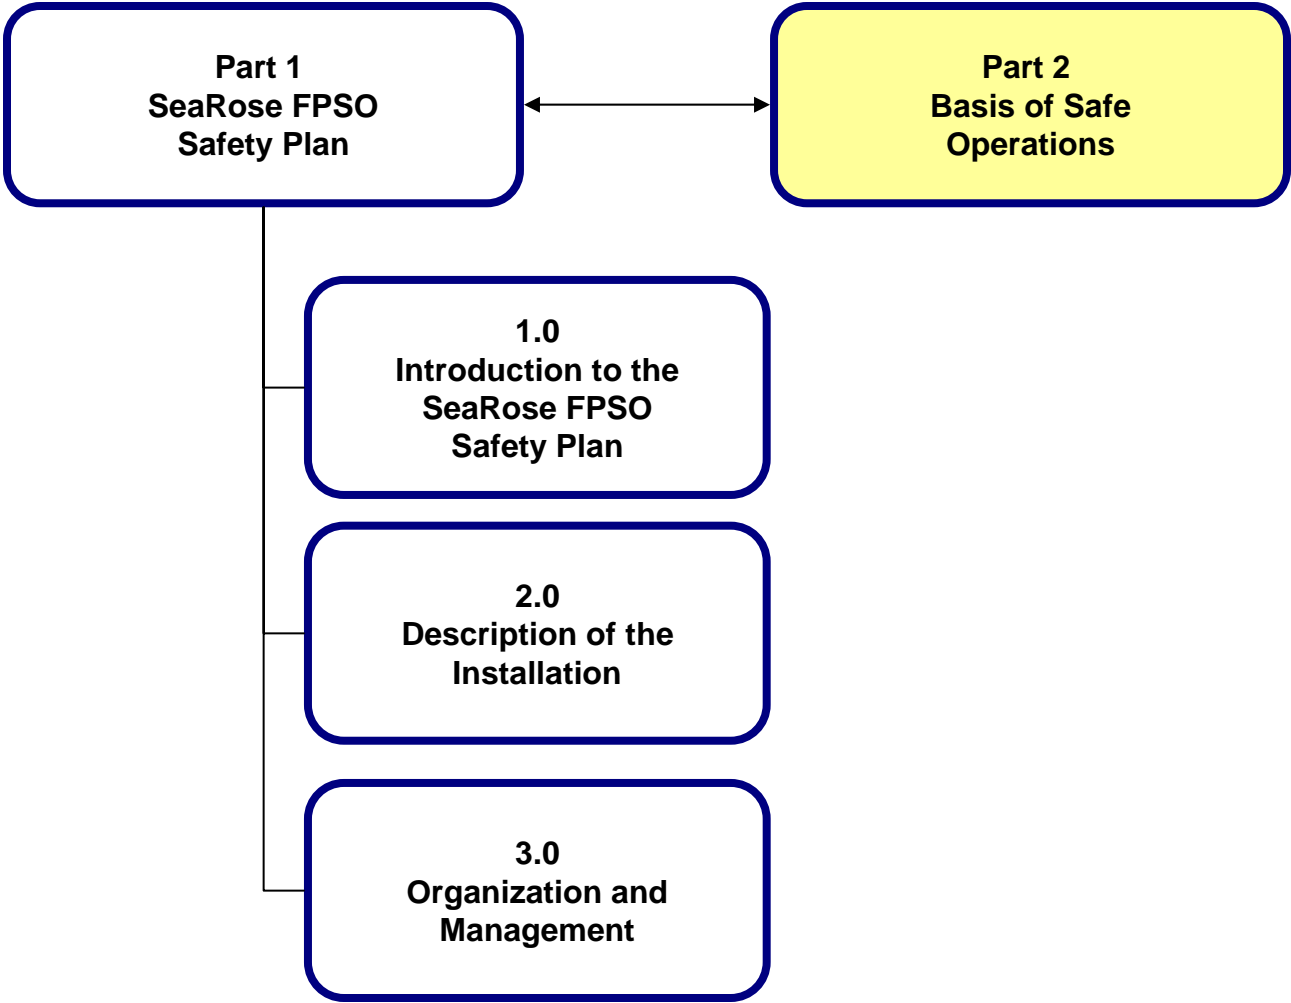 Part 1
SeaRose FPSO
Safety Plan
Part 2
Basis of Safe
Operations
1.0
Introduction to the
SeaRose FPSO
Safety Plan
2.0
Description of the
Installation
3.0
Organization and
Management